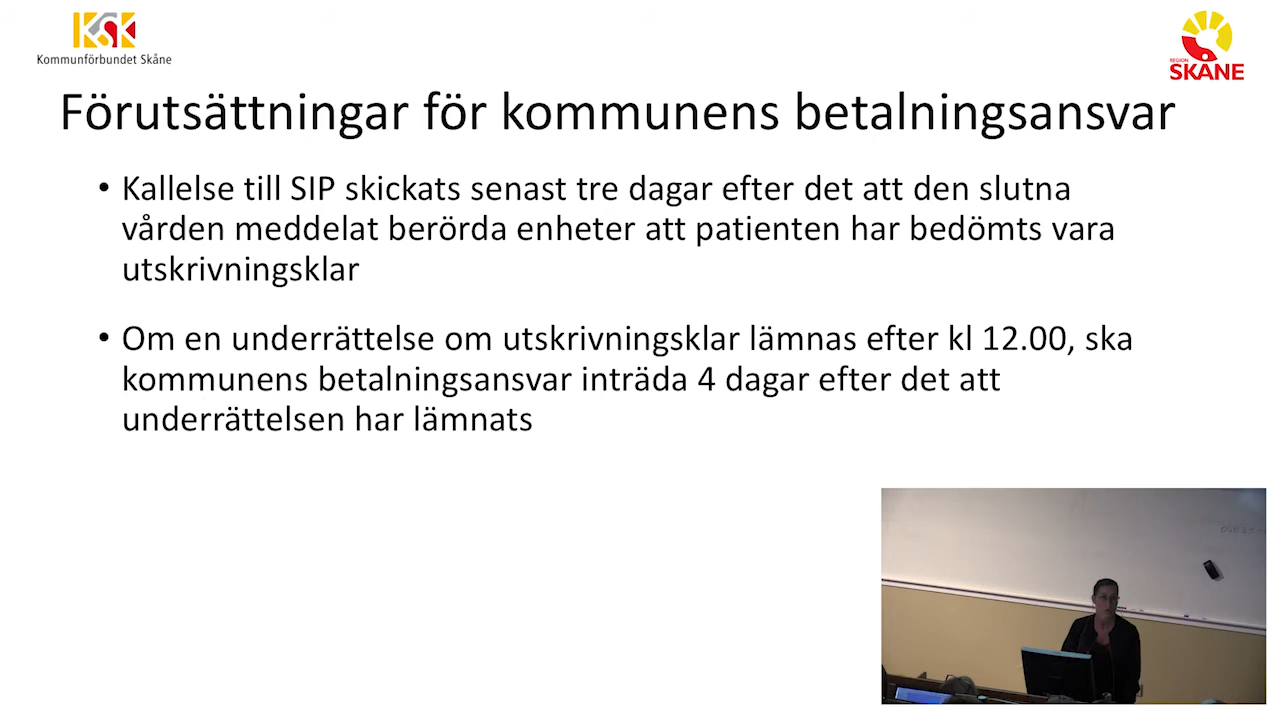 KSK
Kommunförbundet Skåne
REGION
SKÅNE
Förutsättningar för kommunens betalningsansvar
• Kallelse till SIP skickats senast tre dagar efter det att den slutna
vården meddelat berörda enheter att patienten har bedömts vara
utskrivningsklar
• Om en underrättelse om utskrivningsklar lämnas efter kl 12.00, ska
kommunens betalningsansvar inträda 4 dagar efter det att
underrättelsen har lämnats